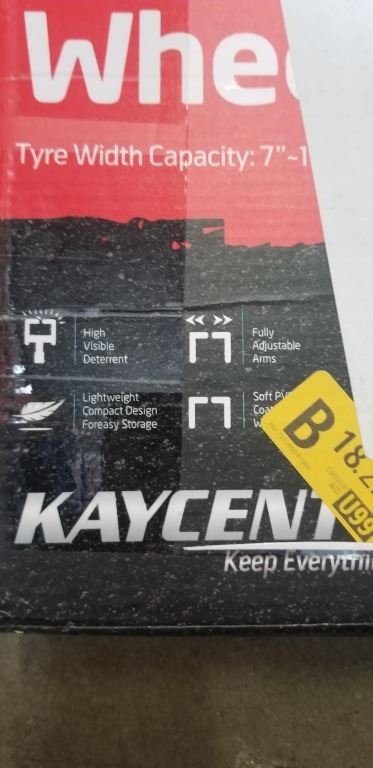 Whe
Tyre Width Capacity: 7"~1
High
Visible
Deterrent
Fully
Adjustable
Arms
Lightweight
Compact Design
Foreasy Storage
Soft PV
Coa
B
18.2
U99
KAYCENT
Keep Everythi